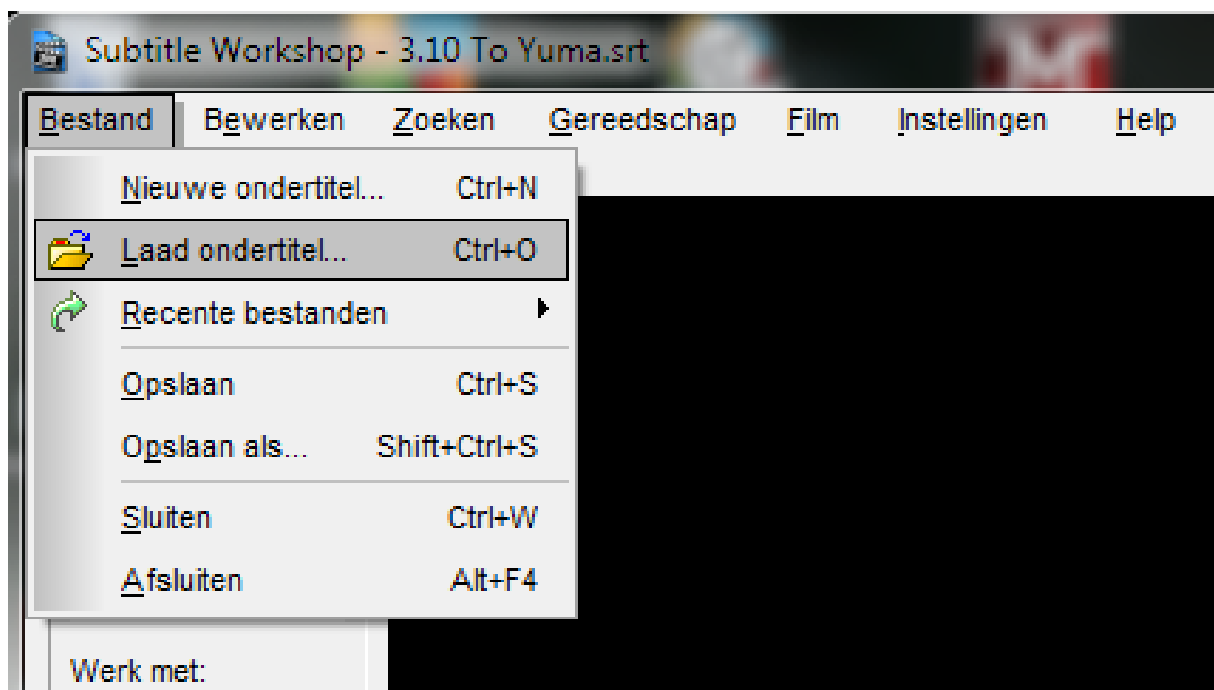 Subtitle Workshop - 3.10 To Yuma.srt
Bestand Bewerken Zoeken Gereedschap Film Instellingen Help
Nieuwe ondertitel... Ctrl+N
Laad ondertitel... Ctrl+O
Recente bestanden
Opslaan Ctrl+S
Opslaan als... Shift+Ctrl+S
Sluiten Ctrl+W
Afsluiten Alt+F4
Werk met: